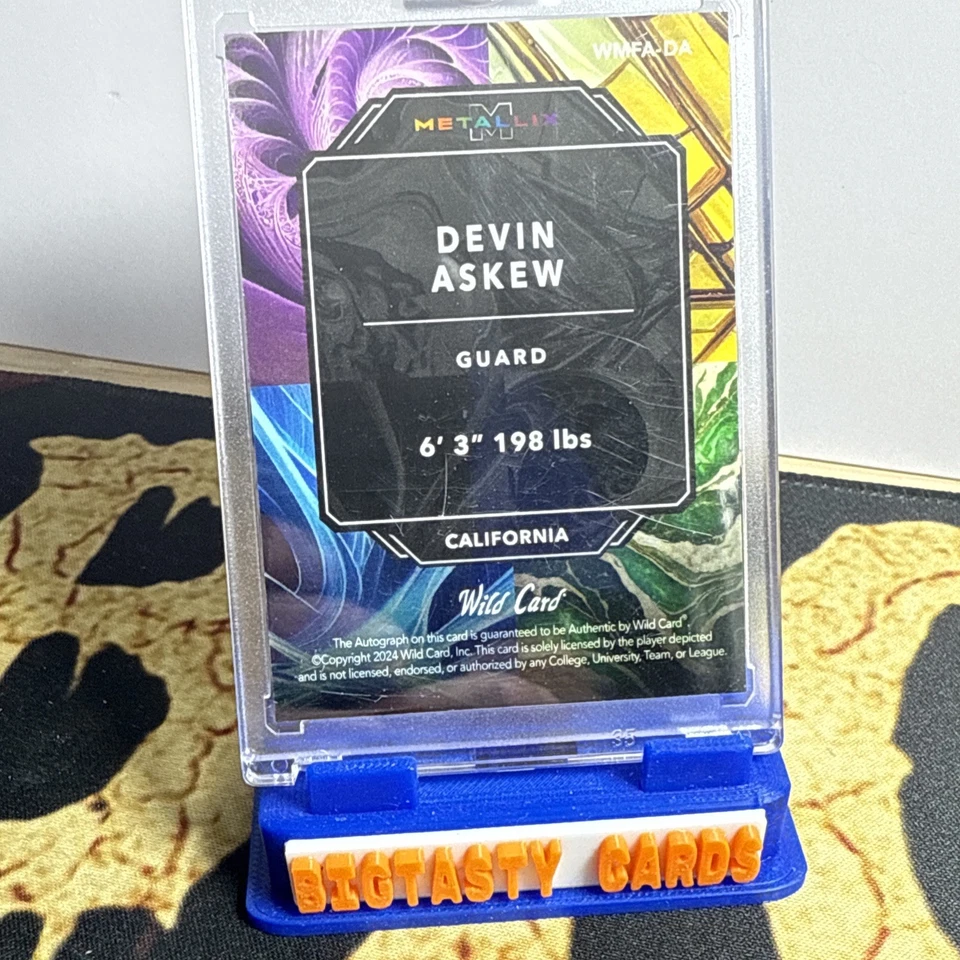 WMFA-DA
M
METALLIX
DEVIN
ASKEW
GUARD
6' 3" 198 lbs
CALIFORNIA
Wild Card
The Autograph on this card is guaranteed to be Authentic by Wild Card®.
©Copyright 2024 Wild Card, Inc. This card is solely licensed by the player depicted
and is not licensed, endorsed, or authorized by any College, University, Team, or League.
35
BIGTASTY CARDS